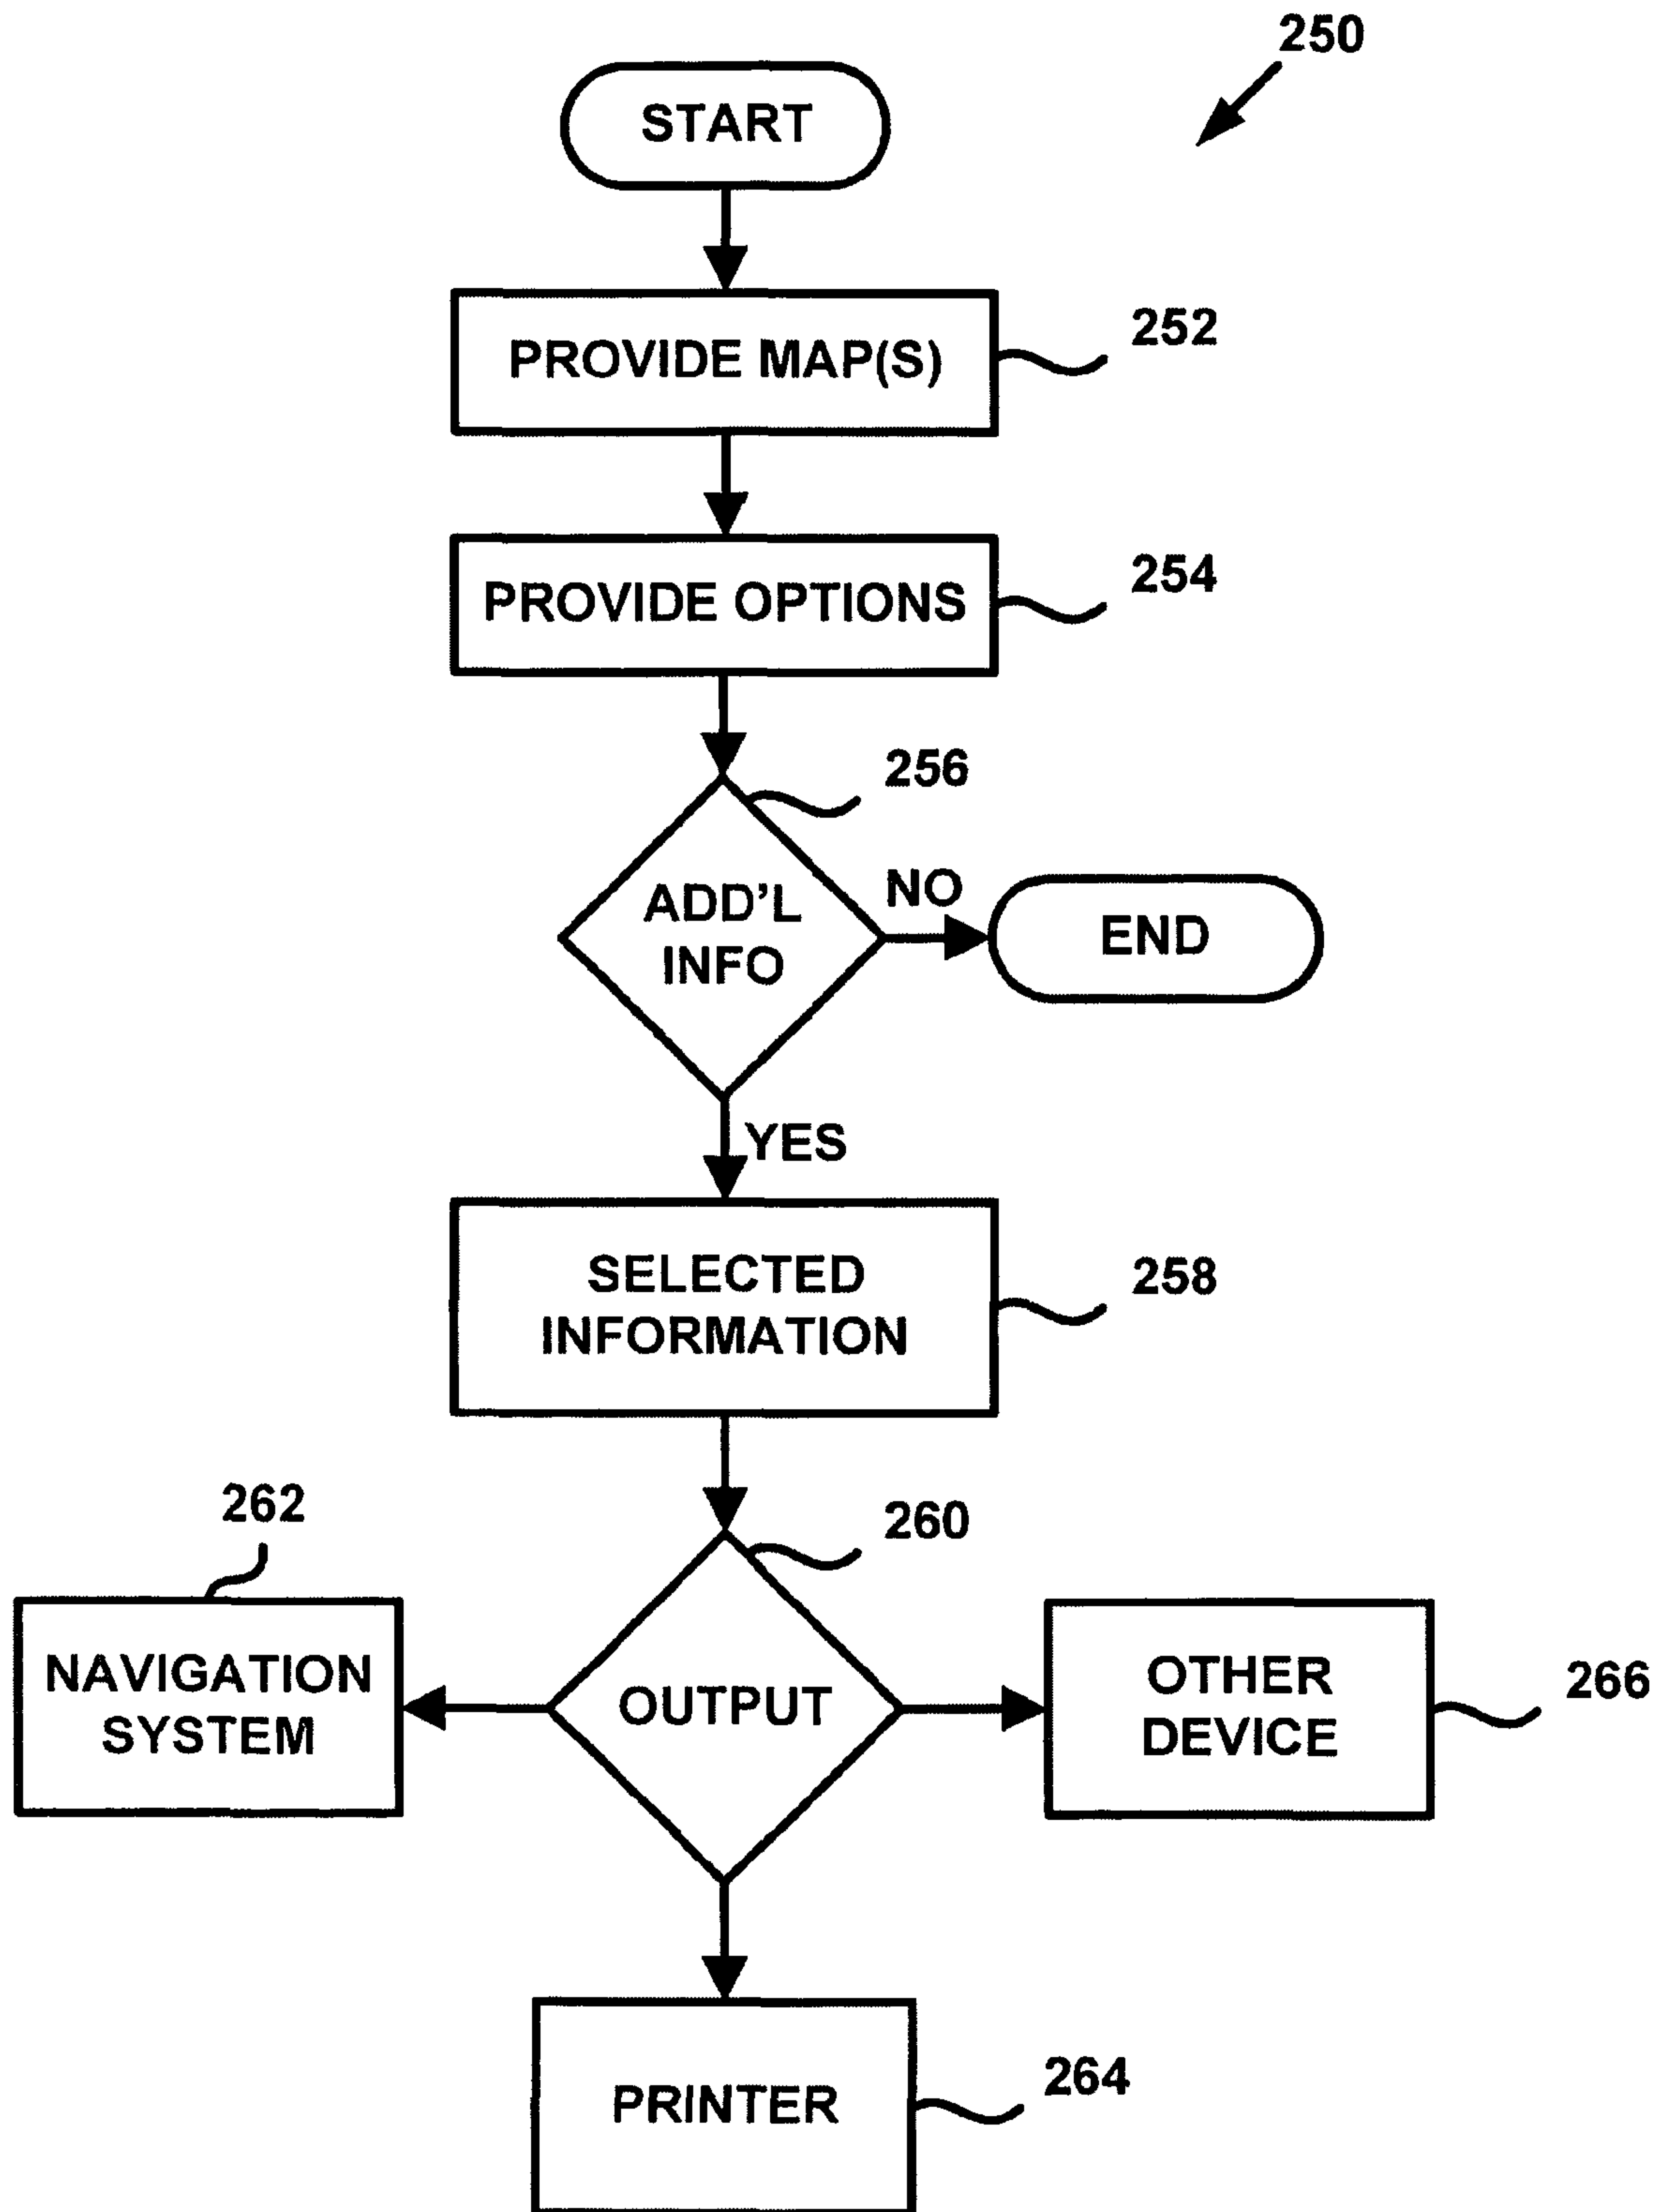 250
START
PROVIDE MAP(S)
252
PROVIDE OPTIONS
254
256
ADD'L
INFO
NO
END
YES
SELECTED
INFORMATION
258
262
260
NAVIGATION
SYSTEM
OUTPUT
OTHER
DEVICE
266
PRINTER
264